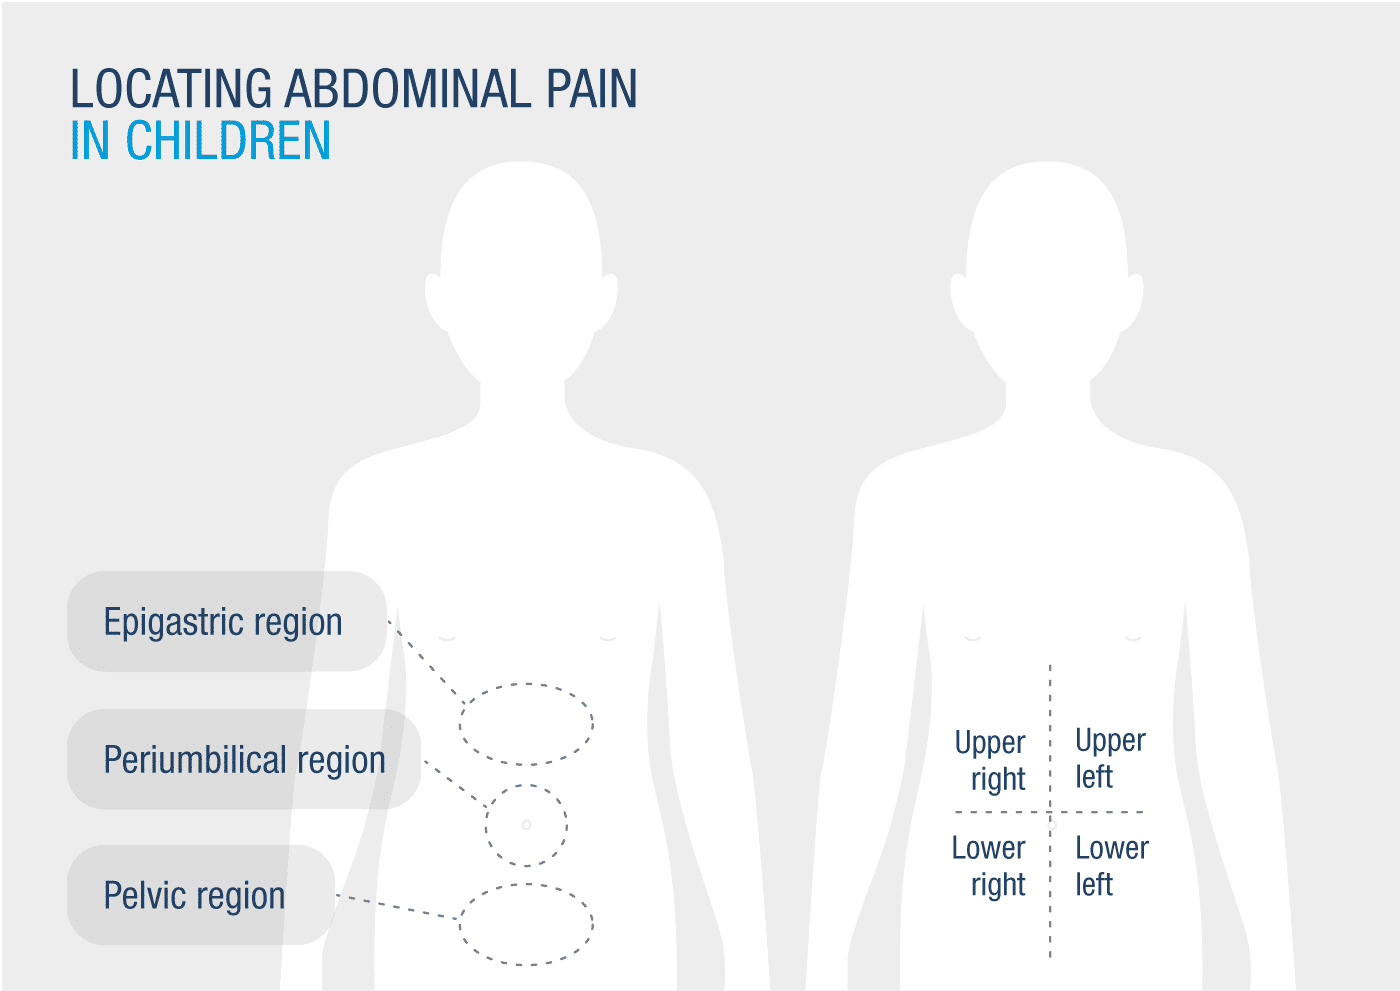 LOCATING ABDOMINAL PAIN
IN CHILDREN
Epigastric region
Periumbilical region
Pelvic region
Upper
right
Upper
left
Lower
right
Lower
left